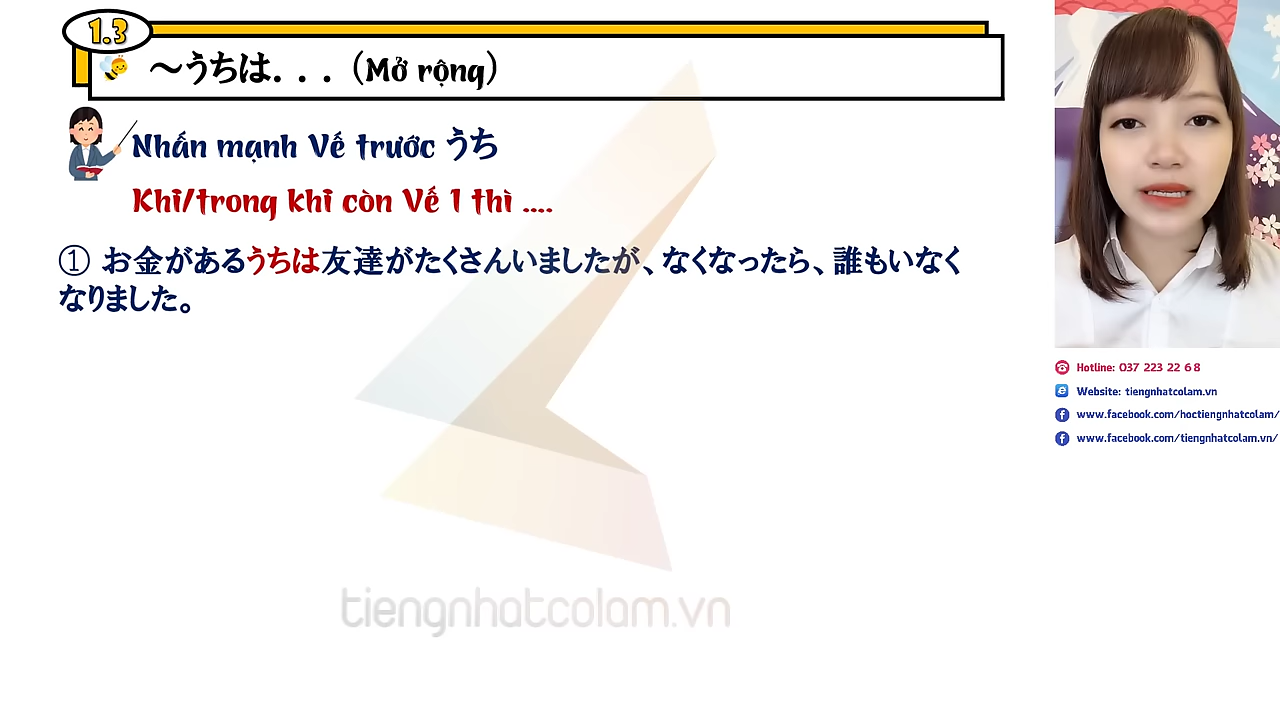 1.3
～うちは．．．（Mở rộng）
Nhấn mạnh Vế trước うち
Khi/trong khi còn Vế 1 thì ....
① お金があるうちは友達がたくさんいましたが、なくなったら、誰もいなく
なりました。
tiengnhatcolam.vn
Hotline: 037 223 22 68
Website: tiengnhatcolam.vn
www.facebook.com/hoctiengnhatcolam/
www.facebook.com/tiengnhatcolam.vn/